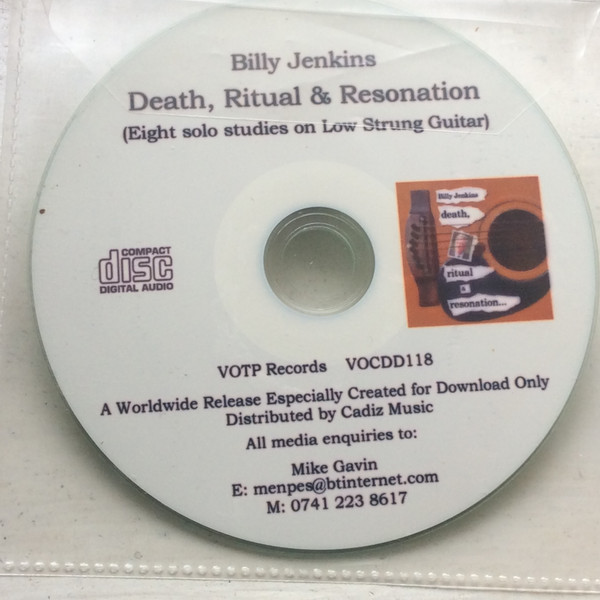 Billy Jenkins
Death, Ritual & Resonation
(Eight solo studies on Low Strung Guitar)
COMPACT
disc
DIGITAL AUDIO
Billy Jenkins
death,
ritual
&
resonation...
VOTP Records VOCDD118
A Worldwide Release Especially Created for Download Only
Distributed by Cadiz Music
All media enquiries to:
Mike Gavin
E: menpes@btinternet.com
M: 0741 223 8617